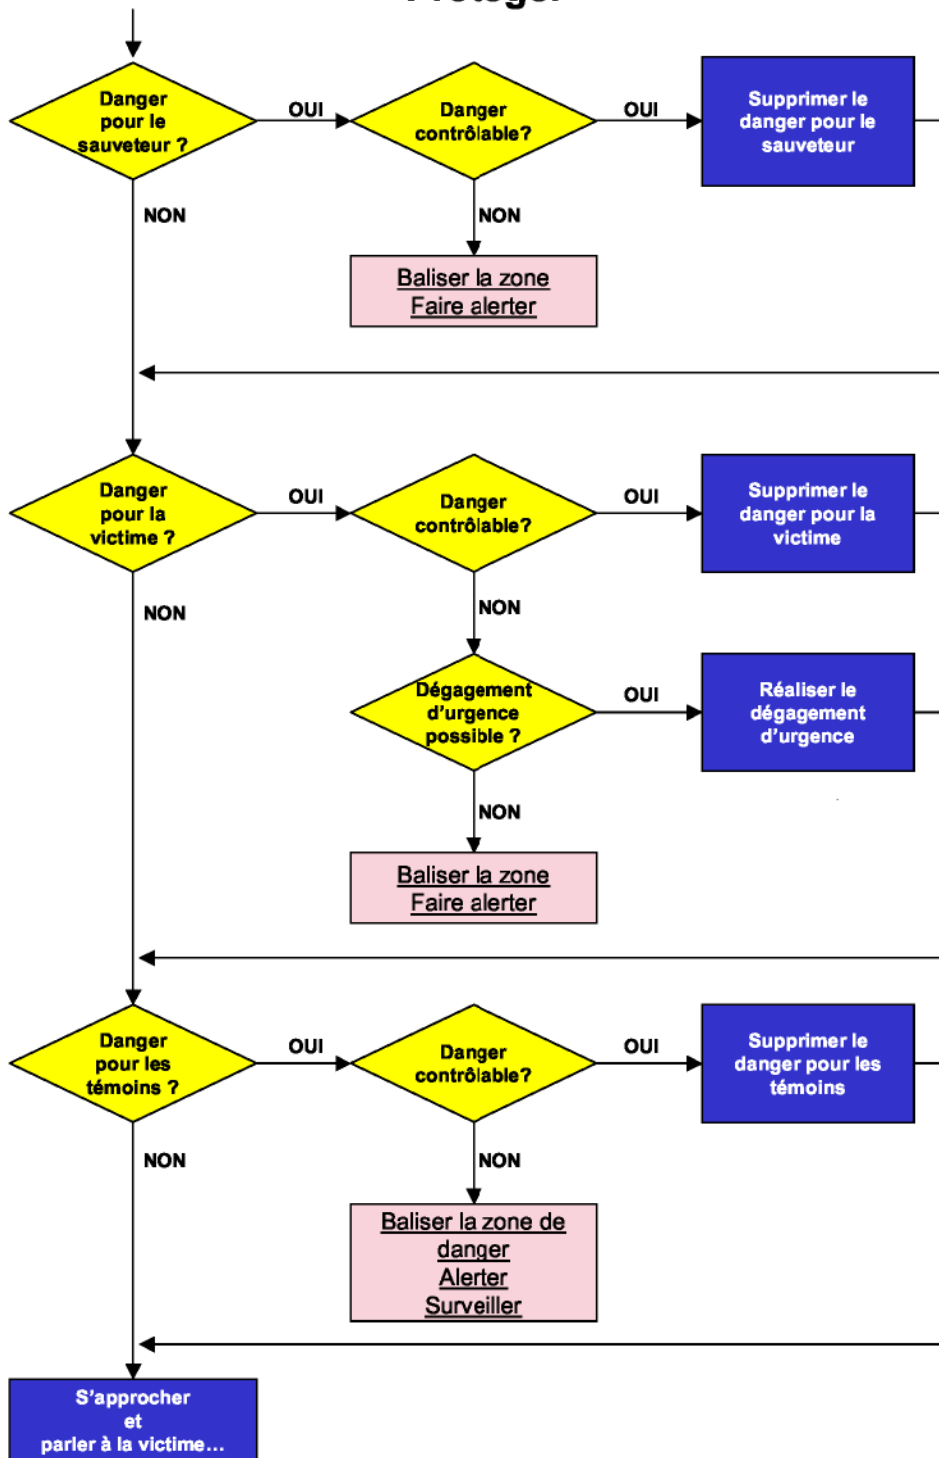 Danger
pour le
sauveteur ?
OUI
Danger
contrôlable?
OUI
Supprimer le
danger pour le
sauveteur
NON
NON
Baliser la zone
Faire alerter
Danger
pour la
victime ?
OUI
Danger
contrôlable?
OUI
Supprimer le
danger pour la
victime
NON
NON
Dégagement
d'urgence
possible ?
OUI
Réaliser le
dégagement
d'urgence
NON
Baliser la zone
Faire alerter
Danger
pour les
témoins ?
OUI
Danger
contrôlable?
OUI
Supprimer le
danger pour les
témoins
NON
NON
Baliser la zone de
danger
Alerter
Surveiller
S'approcher
et
parler à la victime...